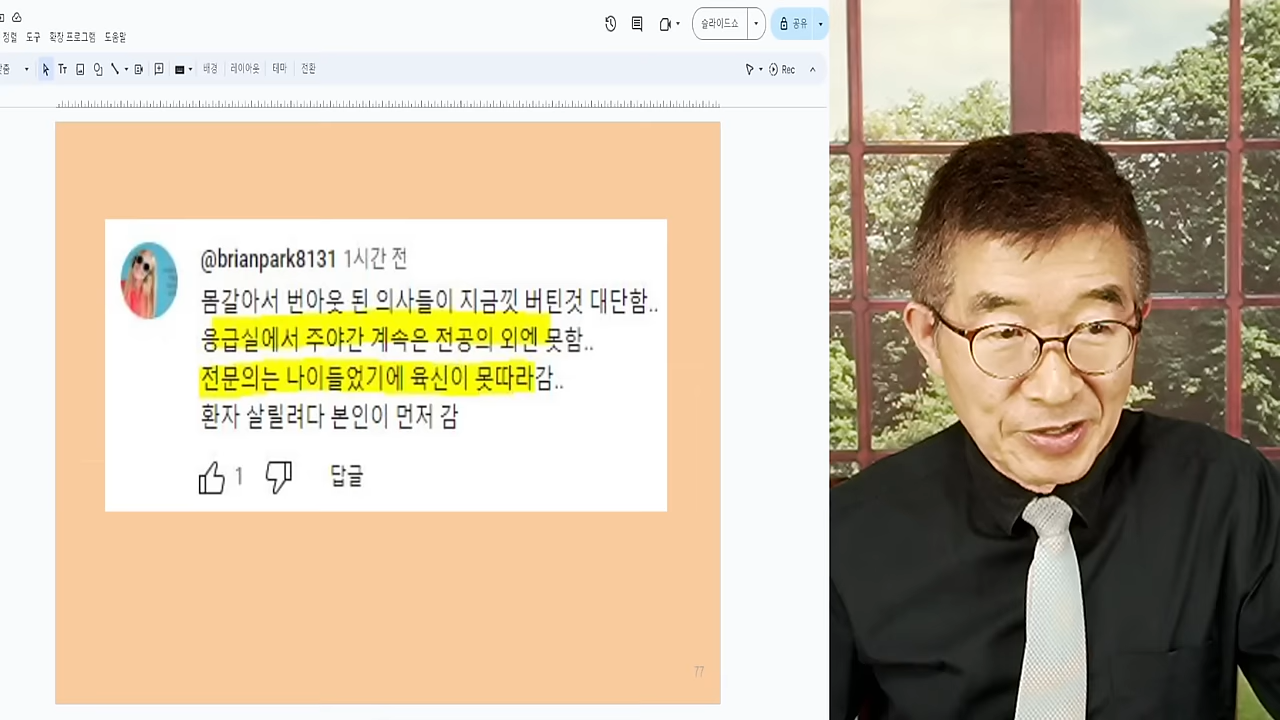 정렬 도구 확장 프로그램 도움말
슬라이드쇼
공유
배경 레이아웃 테마 전환
Rec
@brianpark8131 1시간 전
몸갈아서 번아웃 된 의사들이 지금껏 버틴것 대단함..
응급실에서 주야간 계속은 전공의 외엔 못함..
전문의는 나이들었기에 육신이 못따라감..
환자 살릴려다 본인이 먼저 감
1
답글
77